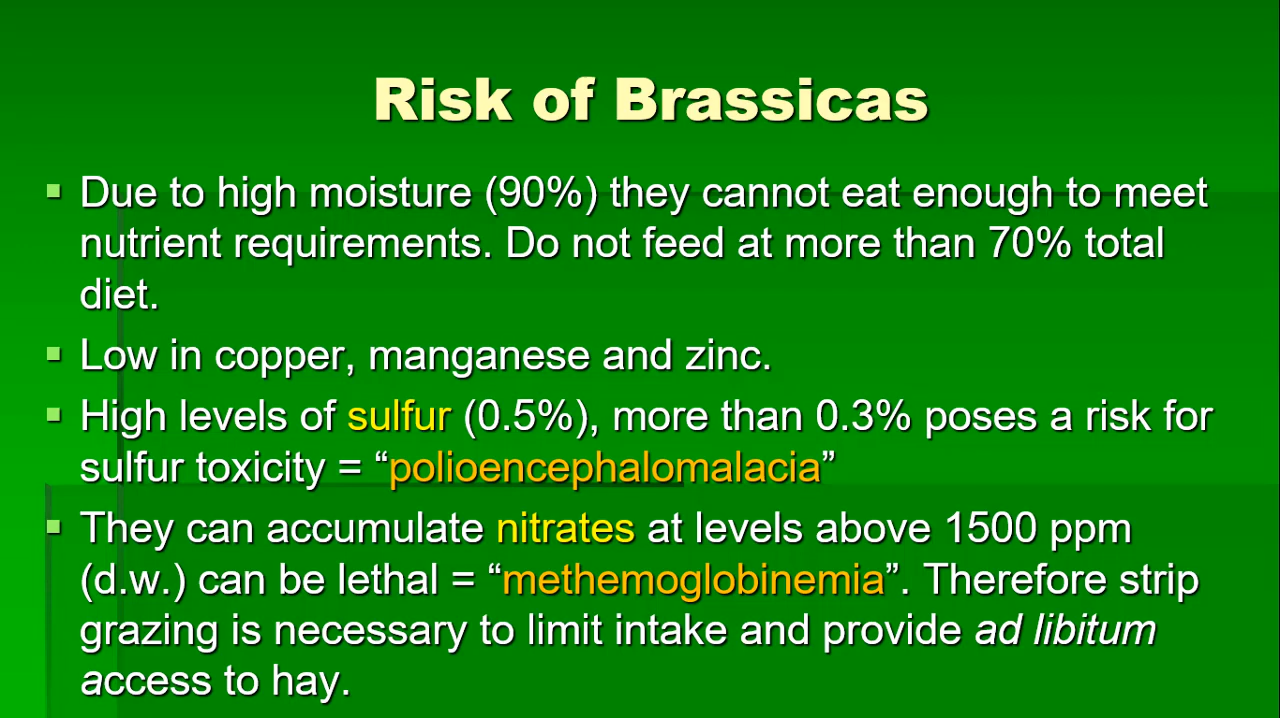 Risk of Brassicas
▪ Due to high moisture (90%) they cannot eat enough to meet
nutrient requirements. Do not feed at more than 70% total
diet.
▪ Low in copper, manganese and zinc.
▪ High levels of sulfur (0.5%), more than 0.3% poses a risk for
sulfur toxicity = “polioencephalomalacia”
▪ They can accumulate nitrates at levels above 1500 ppm
(d.w.) can be lethal = “methemoglobinemia”. Therefore strip
grazing is necessary to limit intake and provide ad libitum
access to hay.